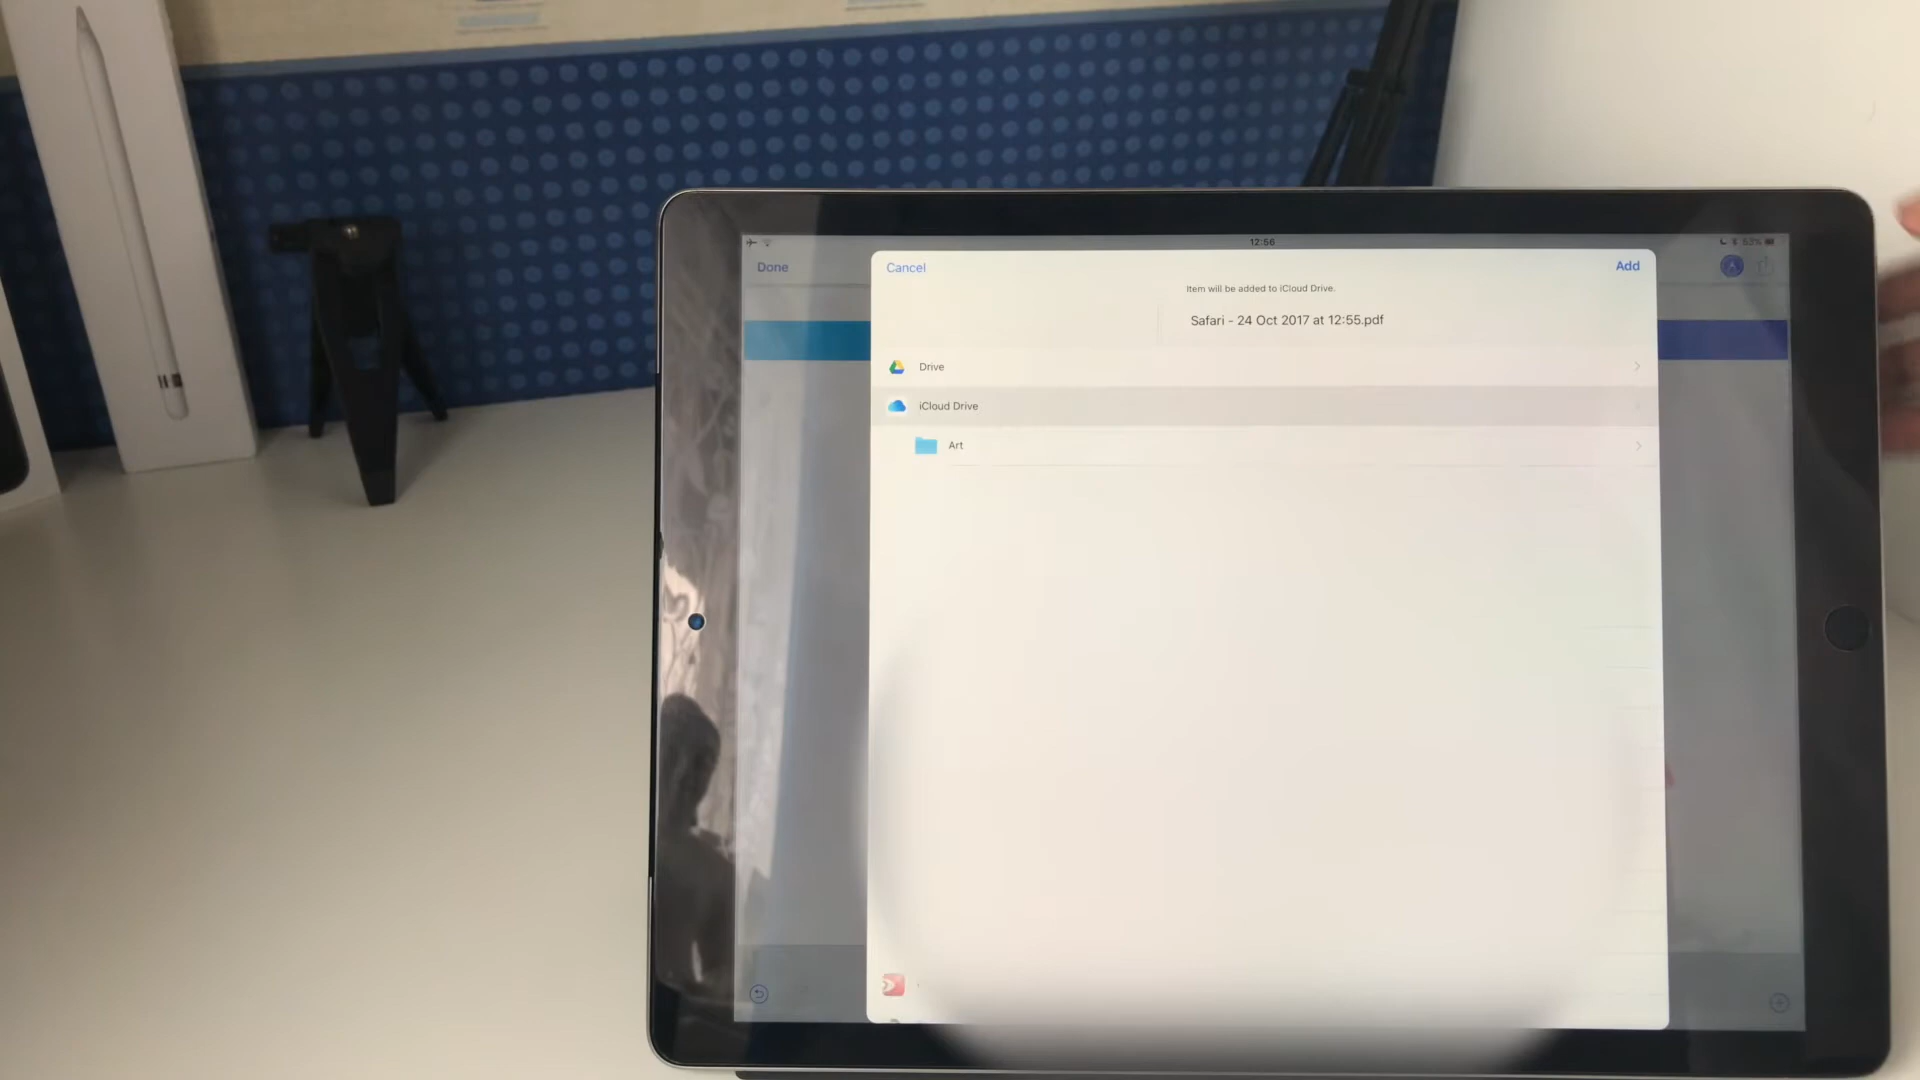 12:56
53%
Done
Cancel
Add
Item will be added to iCloud Drive.
Safari - 24 Oct 2017 at 12:55.pdf
Drive
iCloud Drive
Art